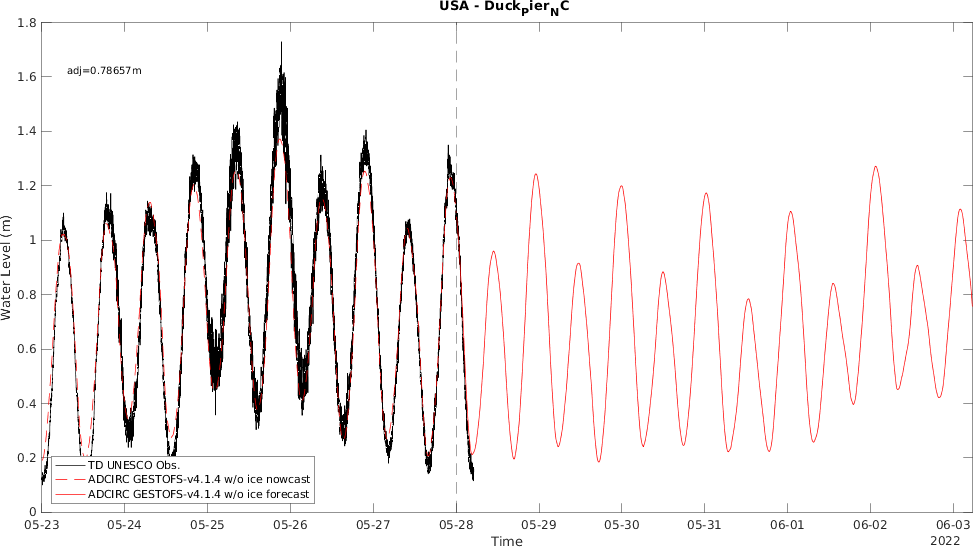 USA - DuckPierNC
1.8
1.6
1.4
1.2
1
0.8
0.6
0.4
0.2
0
Water Level (m)
adj=0.78657m
TD UNESCO Obs.
ADCIRC GESTOFS-v4.1.4 w/o ice nowcast
ADCIRC GESTOFS-v4.1.4 w/o ice forecast
05-23 05-24 05-25 05-26 05-27 05-28 05-29 05-30 05-31 06-01 06-02 06-03
Time
2022